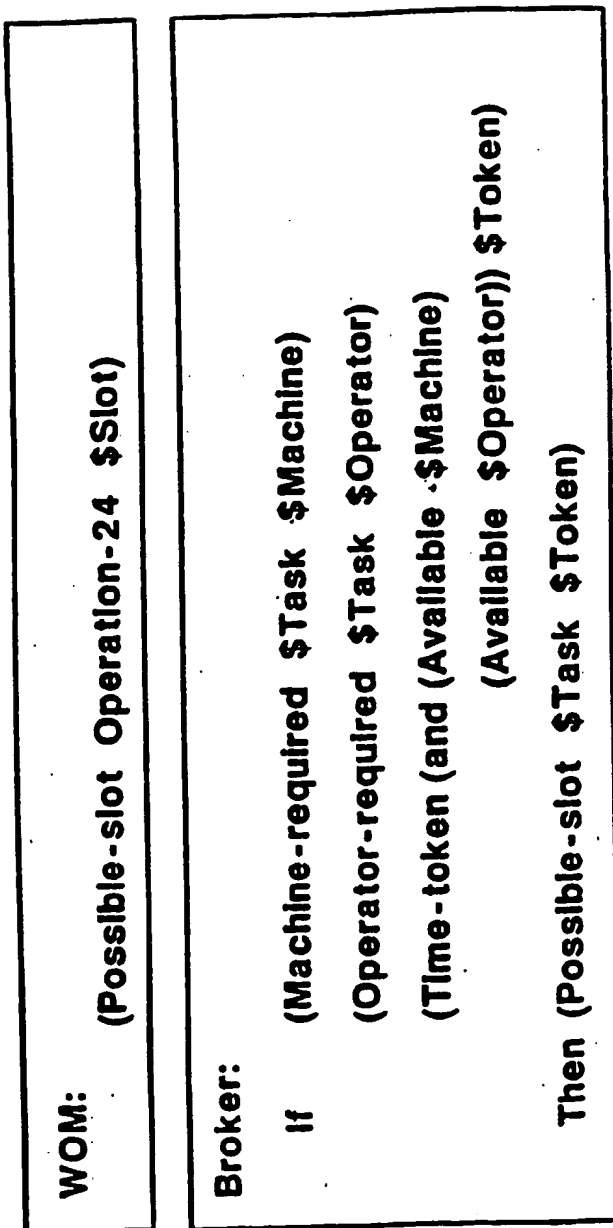 WOM:
(Possible-slot Operation-24 $Slot)
Broker:
If (Machine-required $Task $Machine)
(Operator-required $Task $Operator)
(Time-token (and (Available $Machine)
(Available $Operator)) $Token)
Then (Possible-slot $Task $Token)